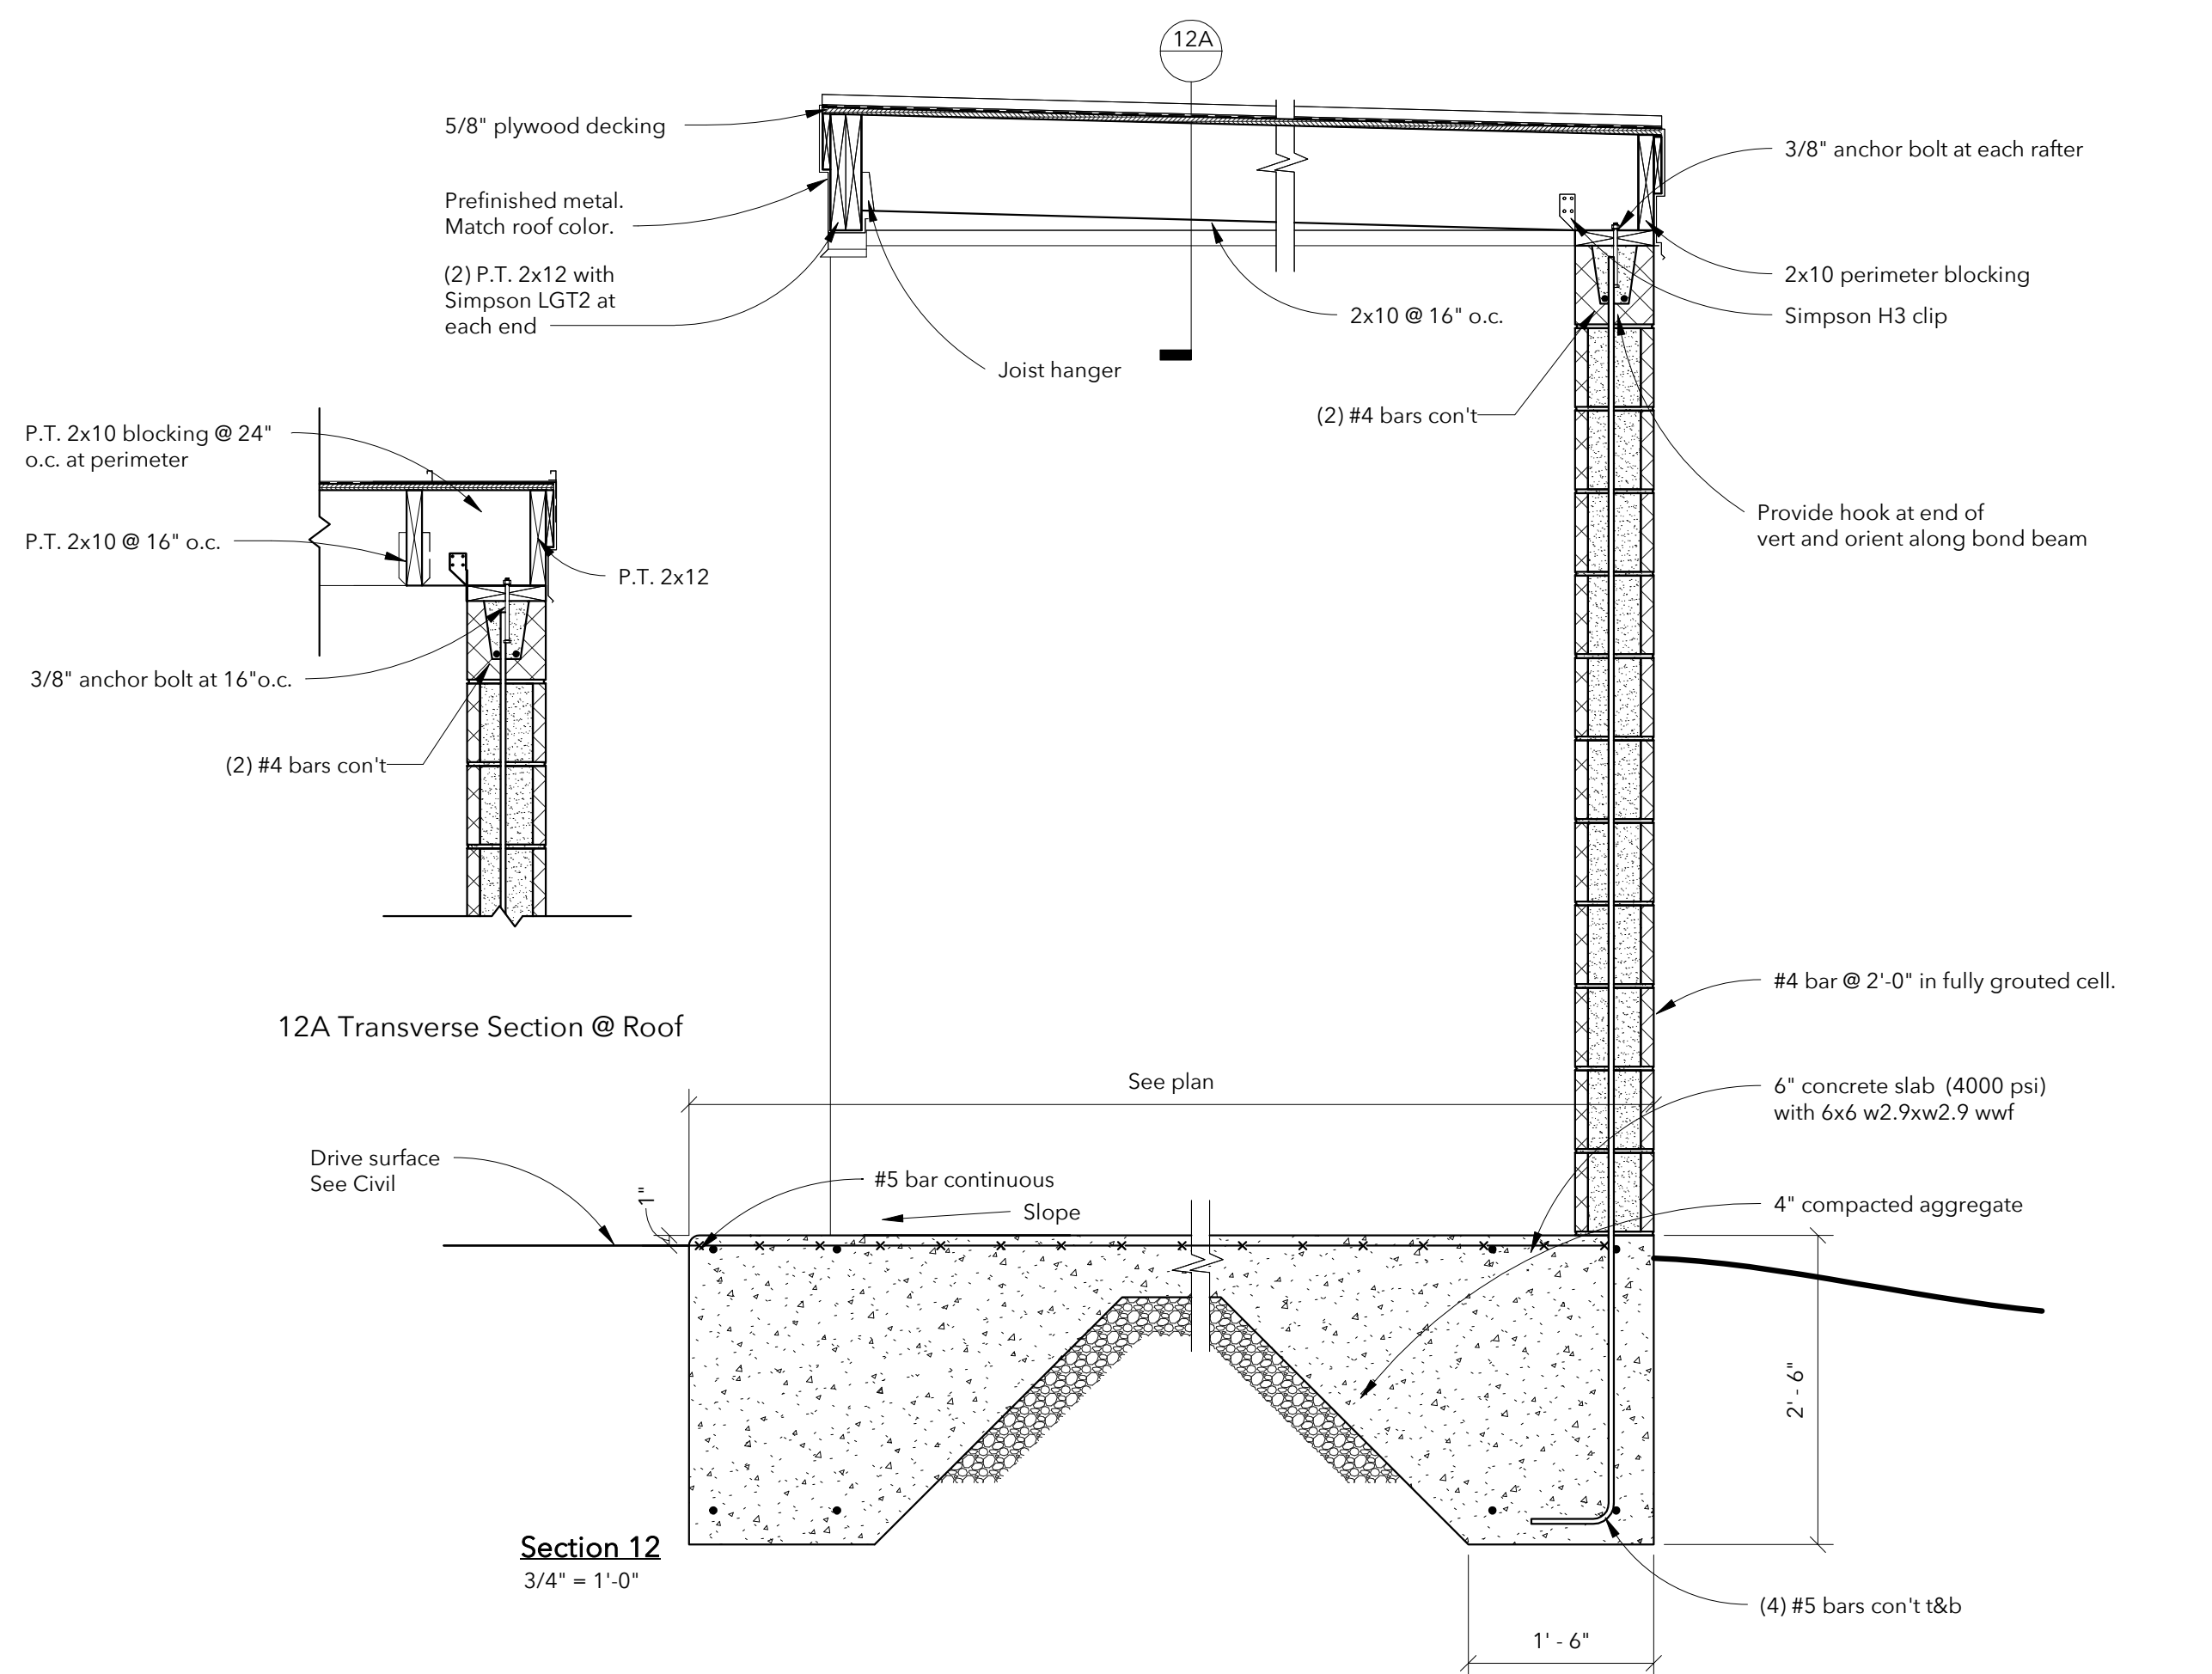 12A
5/8" plywood decking
Prefinished metal.
Match roof color.
(2) P.T. 2x12 with
Simpson LGT2 at
each end
Joist hanger
2x10 @ 16" o.c.
3/8" anchor bolt at each rafter
2x10 perimeter blocking
Simpson H3 clip
(2) #4 bars con't
Provide hook at end of
vert and orient along bond beam
P.T. 2x10 blocking @ 24"
o.c. at perimeter
P.T. 2x10 @ 16" o.c.
P.T. 2x12
3/8" anchor bolt at 16"o.c.
(2) #4 bars con't
12A Transverse Section @ Roof
#4 bar @ 2'-0" in fully grouted cell.
See plan
6" concrete slab (4000 psi)
with 6x6 w2.9xw2.9 wwf
Drive surface
See Civil
1"
#5 bar continuous
Slope
4" compacted aggregate
2' - 6"
Section 12
3/4" = 1'-0"
(4) #5 bars con't t&b
1' - 6"